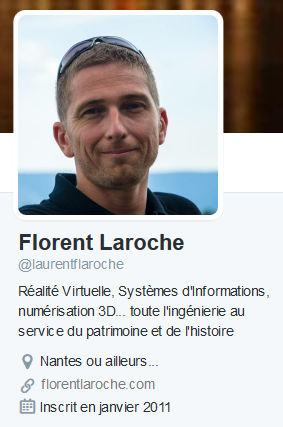 Florent Laroche
@laurentflaroche
Réalité Virtuelle, Systèmes d'Informations,
numérisation 3D... toute l'ingénierie au
service du patrimoine et de l'histoire
Nantes ou ailleurs...
florentlaroche.com
Inscrit en janvier 2011